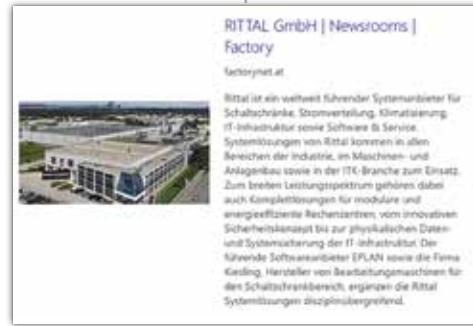 RITTAL GmbH | Newsrooms |
Factory
factorynet.at
Rittal ist ein weltweit führender Systemanbieter für
Schaltschränke, Stromverteilung, Klimatisierung,
IT-Infrastruktur sowie Software & Service.
Systemlösungen von Rittal kommen in allen
Bereichen der Industrie, im Maschinen- und
Anlagenbau sowie in der ITK-Branche zum Einsatz.
Zum breiten Leistungsspektrum gehören dabei
auch Komplettlösungen für modulare und
energieeffiziente Rechenzentren, vom innovativen
Sicherheitskonzept bis zur physikalischen Daten-
und Systemsicherung der IT-Infrastruktur. Der
führende Softwareanbieter EPLAN sowie die Firma
Kiesling, Hersteller von Bearbeitungsmaschinen für
den Schaltschrankbereich, ergänzen die Rittal
Systemlösungen disziplinübergreifend.